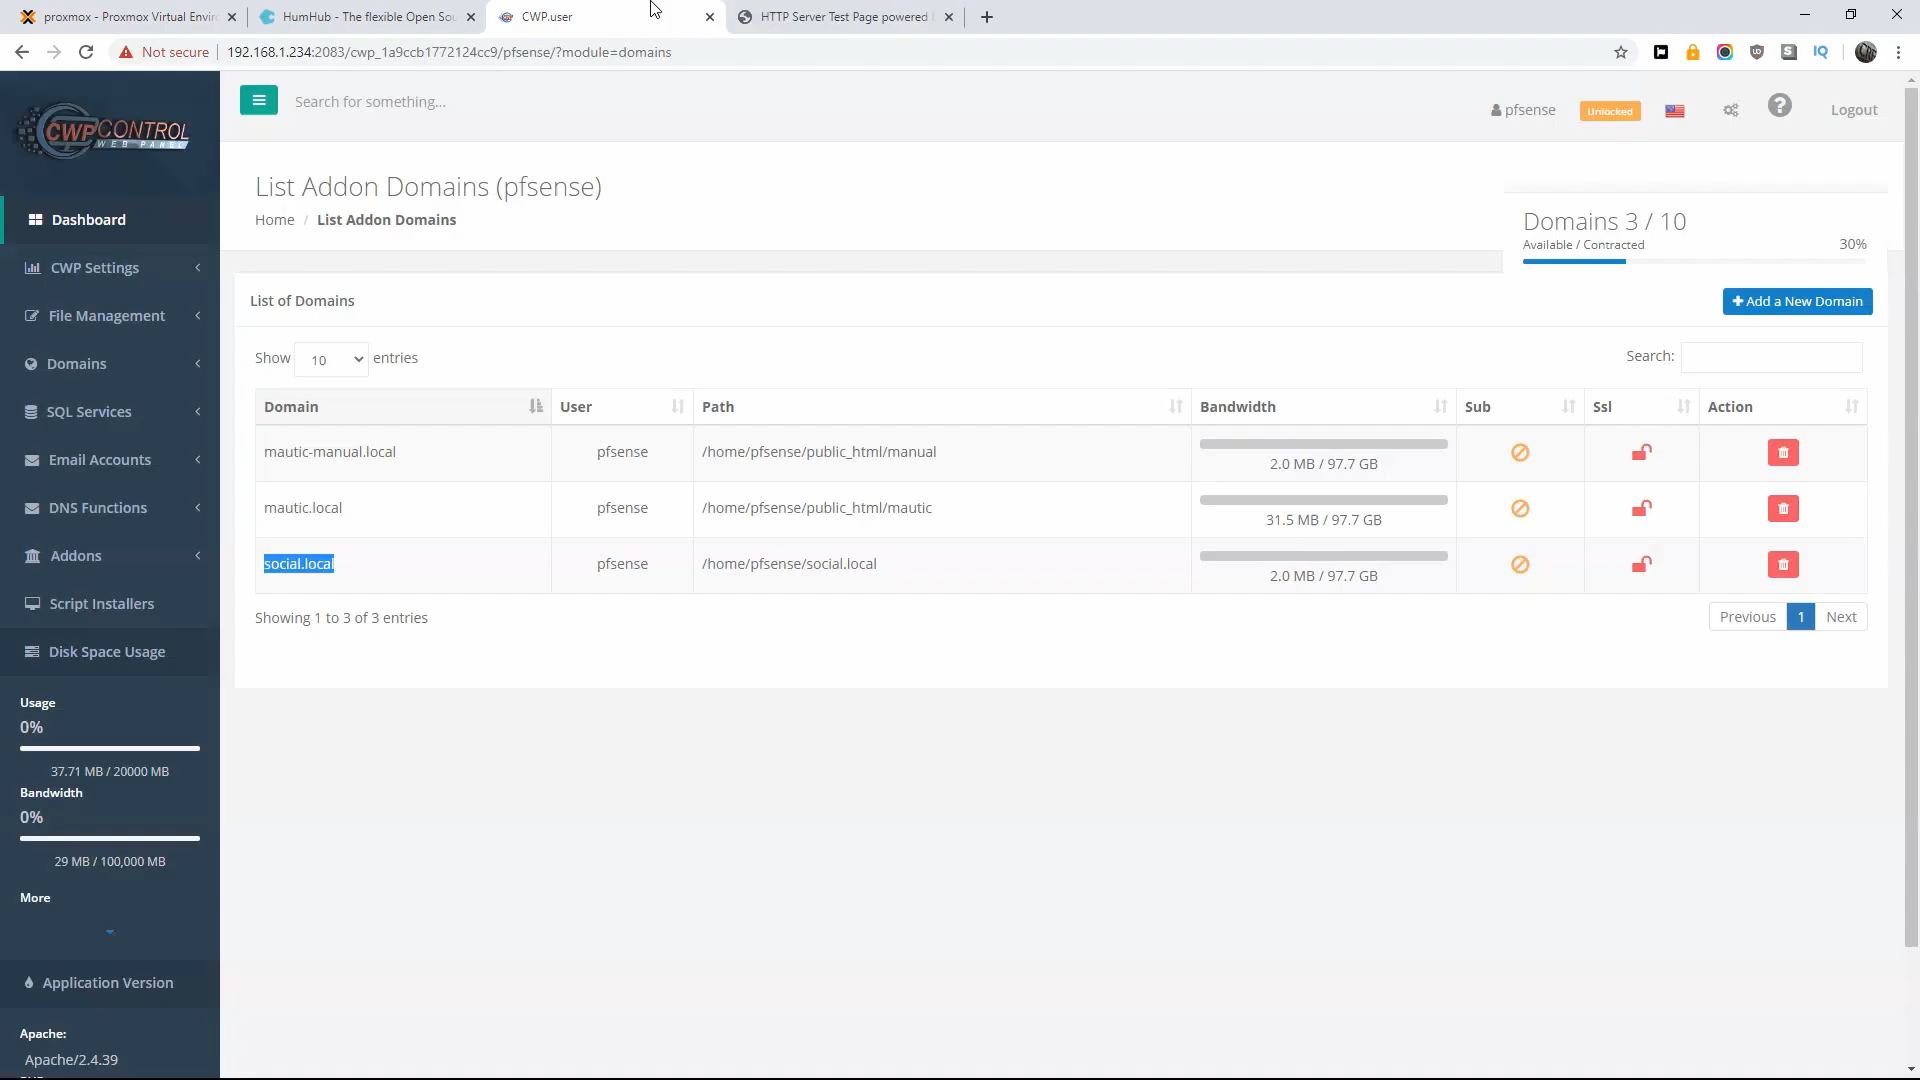 proxmox - Proxmox Virtual Envir
HumHub - The flexible Open Sou
CWP.user
HTTP Server Test Page powered
Not secure
192.168.1.234:2083/cwp_1a9ccb1772124cc9/pfsense/?module=domains
IQ
CWPCONTROL
WEB PANEL
Search for something...
pfsense
Unlocked
?
Logout
List Addon Domains (pfsense)
Home / List Addon Domains
Domains 3 / 10
Available / Contracted
30%
Dashboard
CWP Settings
File Management
Domains
SQL Services
Email Accounts
DNS Functions
Addons
Script Installers
Disk Space Usage
Usage
0%
37.71 MB / 20000 MB
Bandwidth
0%
29 MB / 100,000 MB
More
Application Version
Apache:
Apache/2.4.39
List of Domains
+ Add a New Domain
Show 10 entries
Search:
Domain User Path Bandwidth Sub Ssl Action
mautic-manual.local pfsense /home/pfsense/public_html/manual 2.0 MB / 97.7 GB
mautic.local pfsense /home/pfsense/public_html/mautic 31.5 MB / 97.7 GB
social.local pfsense /home/pfsense/social.local 2.0 MB / 97.7 GB
Showing 1 to 3 of 3 entries
Previous 1 Next